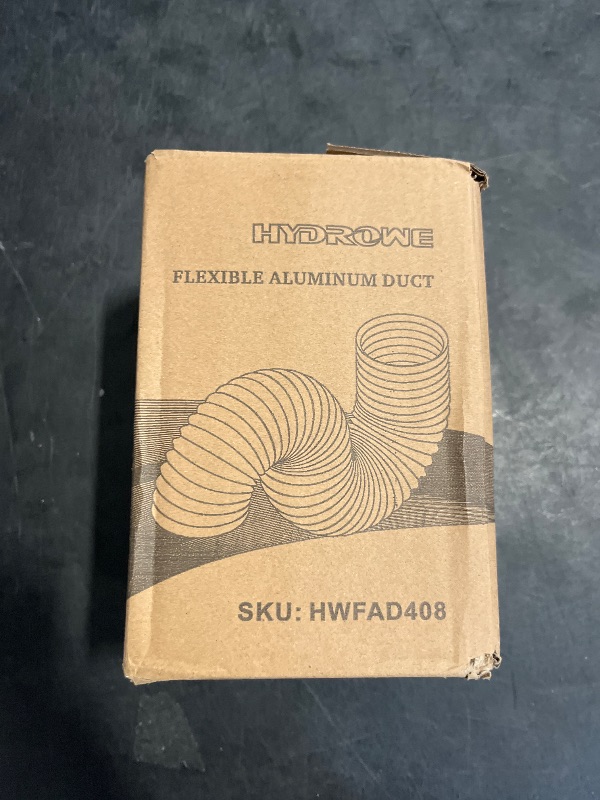 HYDROWE
FLEXIBLE ALUMINUM DUCT
SKU: HWFAD408